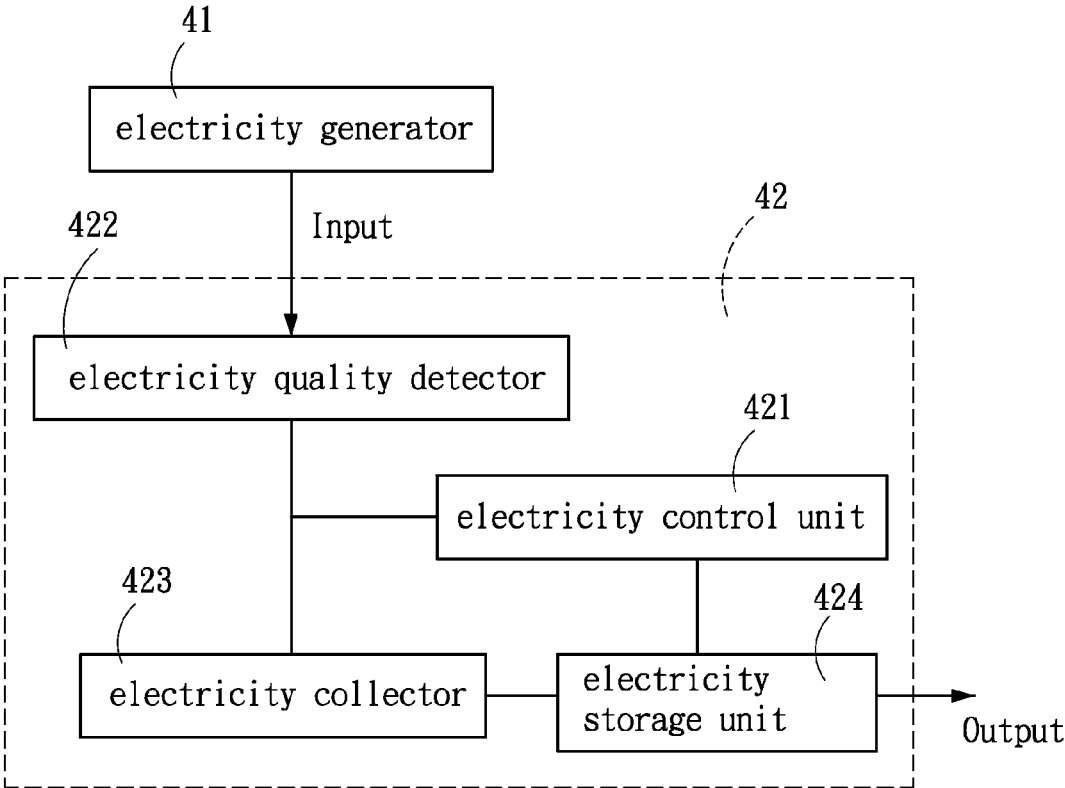 41
electricity generator
Input
42
422
electricity quality detector
421
electricity control unit
423
electricity collector
424
electricity
storage unit
Output